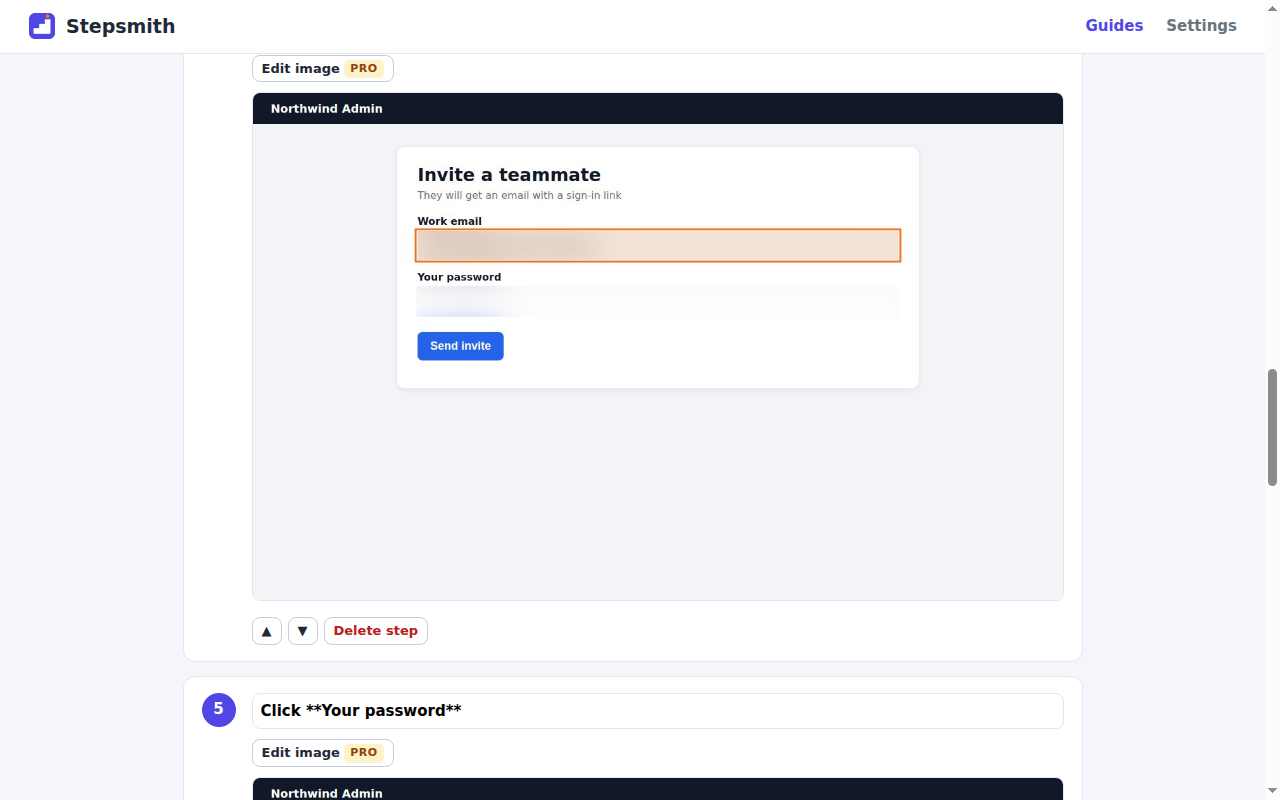 Stepsmith
Guides Settings
Edit image PRO
Northwind Admin
Invite a teammate
They will get an email with a sign-in link
Work email
Your password
Send invite
▲ ▼ Delete step
5
Click **Your password**
Edit image PRO
Northwind Admin